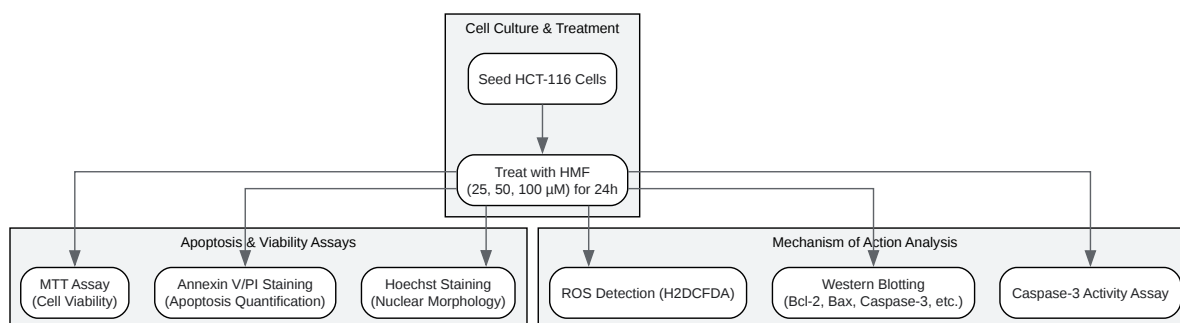 Cell Culture & Treatment
Seed HCT-116 Cells
Treat with HMF
(25, 50, 100 µM) for 24h
Apoptosis & Viability Assays
MTT Assay
(Cell Viability)
Annexin V/PI Staining
(Apoptosis Quantification)
Hoechst Staining
(Nuclear Morphology)
Mechanism of Action Analysis
ROS Detection (H2DCFDA)
Western Blotting
(Bcl-2, Bax, Caspase-3, etc.)
Caspase-3 Activity Assay